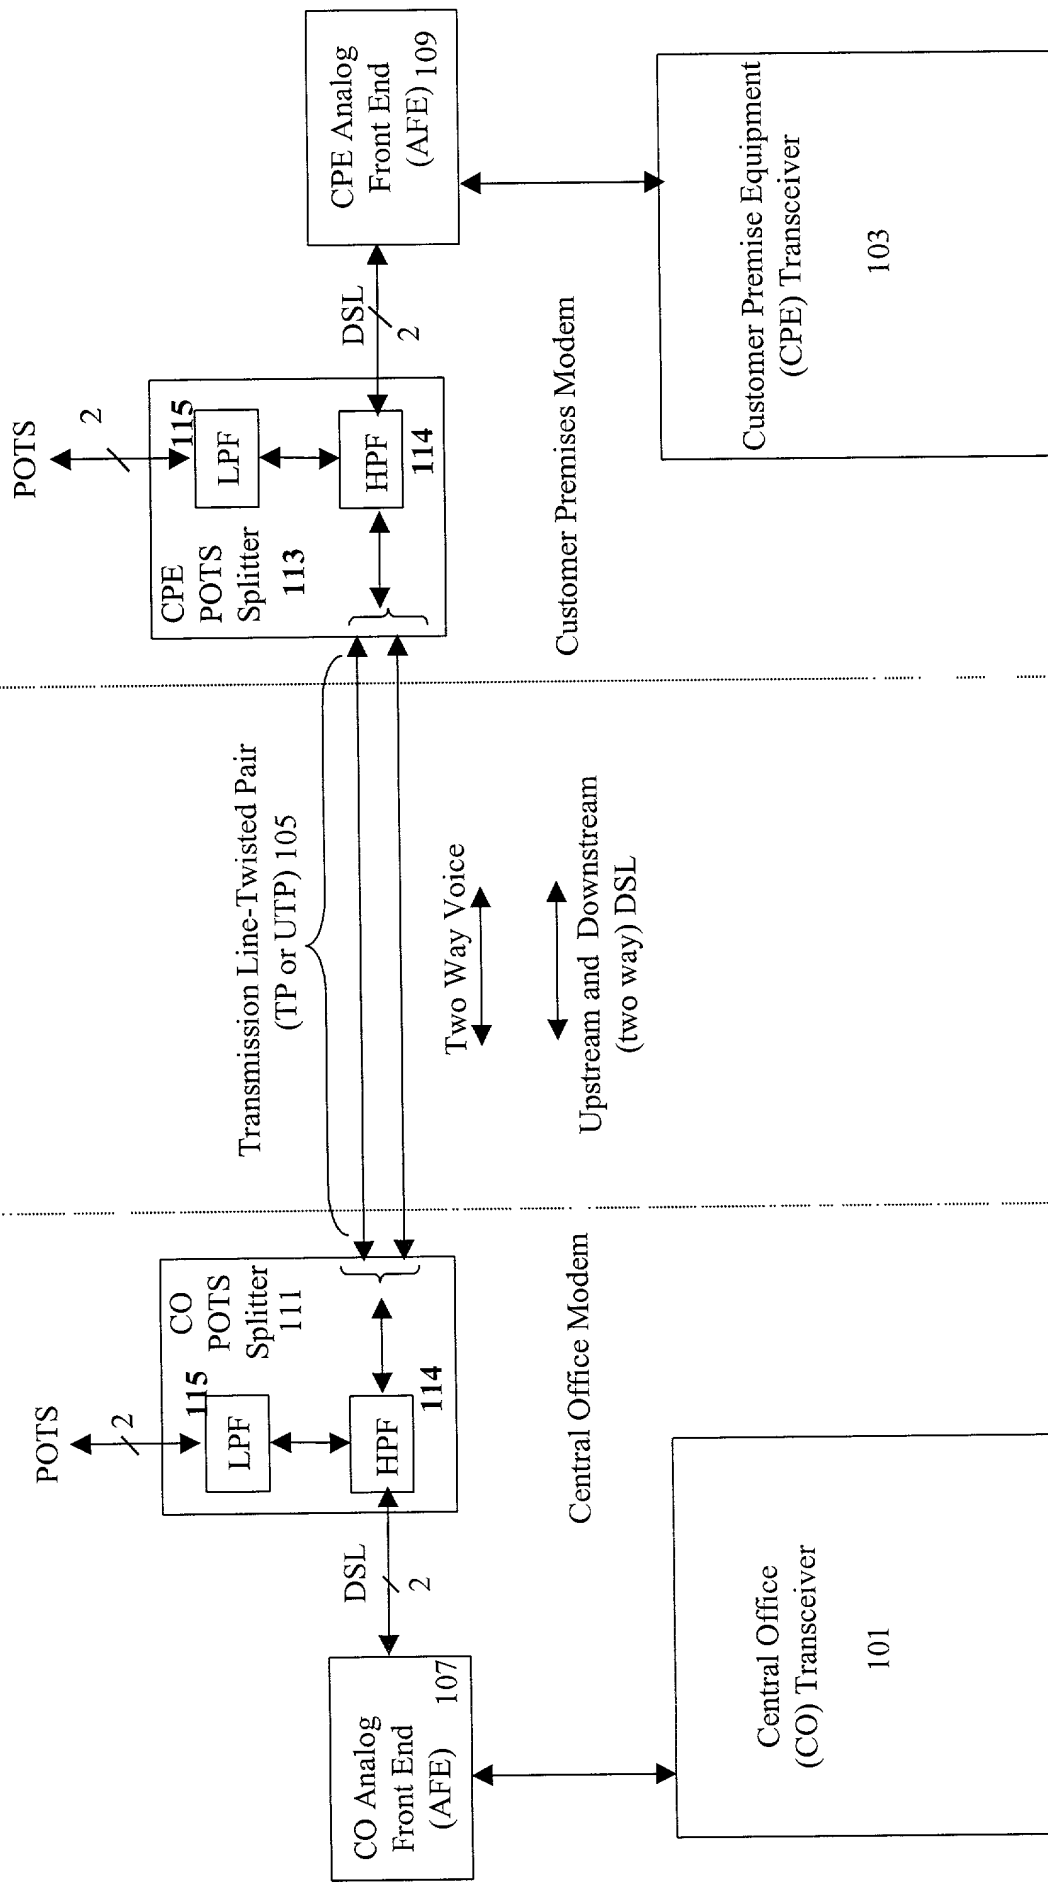 POTS
2
115
LPF
CO
POTS
Splitter
111
HPF
114
DSL
2
CO Analog
Front End
(AFE)
107
Central Office Modem
Central Office
(CO) Transceiver
101
Transmission Line-Twisted Pair
(TP or UTP) 105
Two Way Voice
Upstream and Downstream
(two way) DSL
POTS
2
CPE
POTS
Splitter
113
115
LPF
HPF
114
DSL
2
CPE Analog
Front End
(AFE) 109
Customer Premises Modem
Customer Premise Equipment
(CPE) Transceiver
103